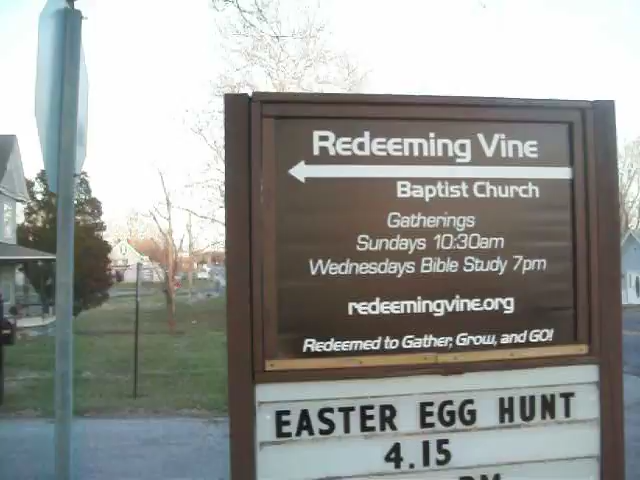 Redeeming Vine
Baptist Church
Gatherings
Sundays 10:30am
Wednesdays Bible Study 7pm
redeemingvine.org
Redeemed to Gather, Grow, and GO!
EASTER EGG HUNT
4.15
PM